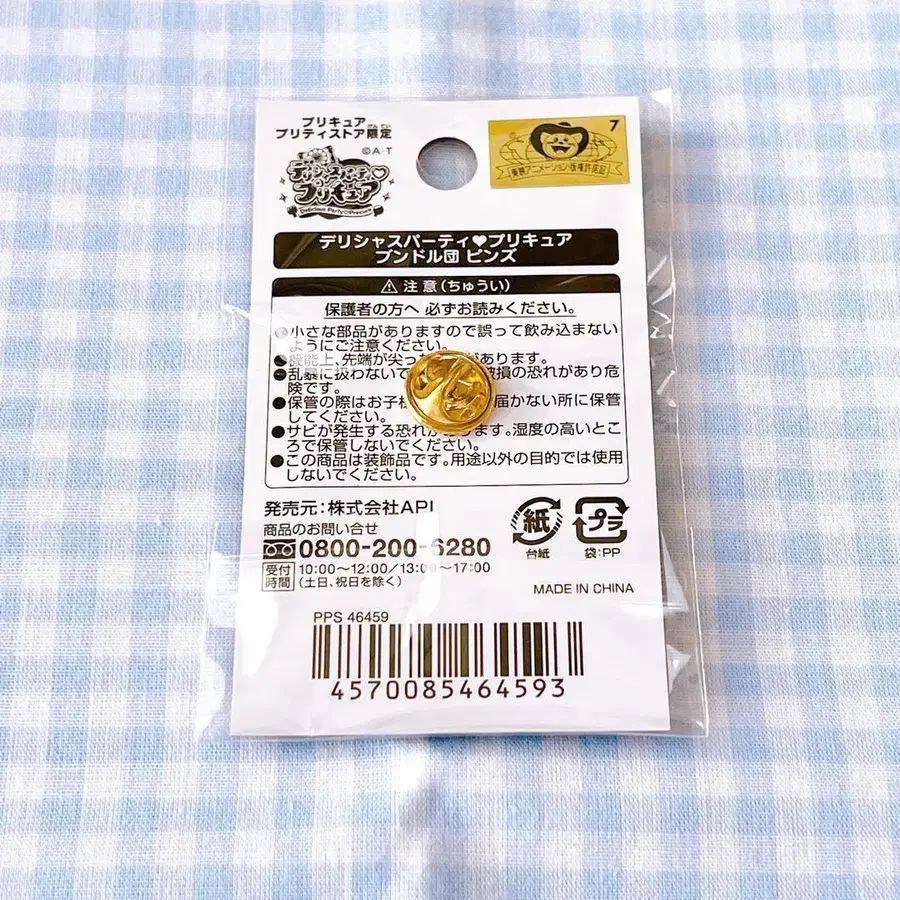 プリキュア
プリティストア限定
げんてい
©A・T
デリシャスパーティ♡
プリキュア
Delicious Party♡Precure
7
東映アニメーション・版権許諾証
デリシャスパーティ♥プリキュア
ブンドル団 ピンズ
⚠ 注意(ちゅうい)
保護者の方へ 必ずお読みください。
●小さな部品がありますので誤って飲み込まない
ようにご注意ください。
●機能上、先端が尖っ があります。
●乱暴に扱わないで 破損の恐れがあり危
険です。
●保管の際はお子様 届かない所に保管
してください。
●サビが発生する恐れが ります。湿度の高いとこ
ろで保管しないでください。
●この商品は装飾品です。用途以外の目的では使用
しないでください。
発売元:株式会社API
商品のお問い合せ
0800-200-6280
受付時間 10:00〜12:00/13:00〜17:00
(土日、祝日を除く)
紙
台紙
プラ
袋:PP
MADE IN CHINA
PPS 46459
4570085464593